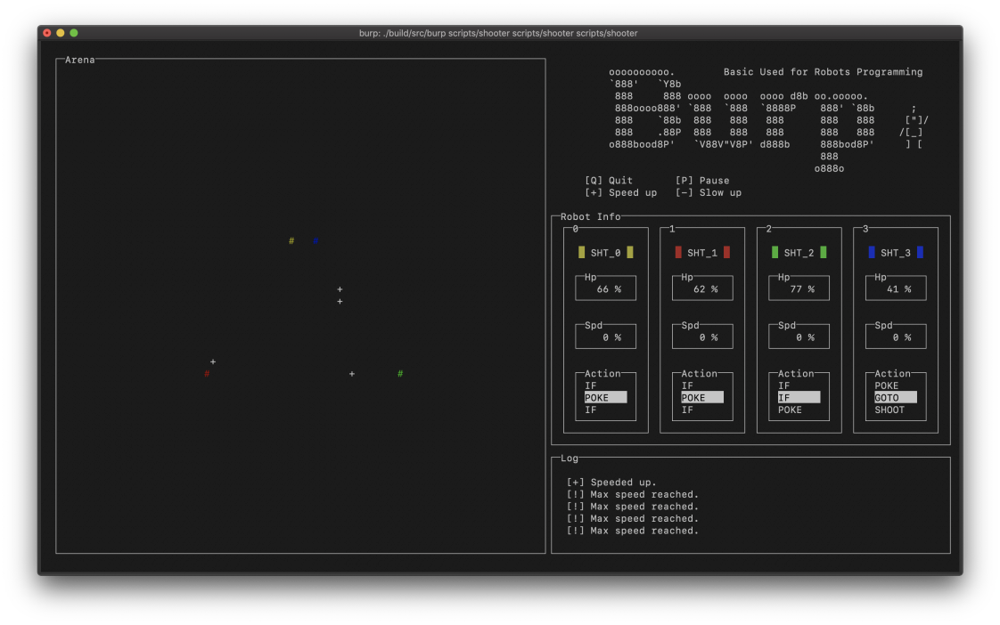 burp: ./build/src/burp scripts/shooter scripts/shooter scripts/shooter
Arena
#  #
+
+
+
#  +  #
oooooooooo.        Basic Used for Robots Programming
`888'   `Y8b
888     888 oooo  oooo  oooo d8b oo.ooooo.
888oooo888' `888  `888  `8888P    888' `88b      ;
888    `88b  888   888   888      888   888     ["]/
888    .88P  888   888   888      888   888    /[_]
o888bood8P'   `V88V"V8P' d888b     888bod8P'     ] [
888
o888o
[Q] Quit       [P] Pause
[+] Speed up   [-] Slow up
Robot Info
0  1  2  3
SHT_0  SHT_1  SHT_2  SHT_3
Hp  Hp  Hp  Hp
66 %  62 %  77 %  41 %
Spd  Spd  Spd  Spd
0 %  0 %  0 %  0 %
Action  Action  Action  Action
IF  IF  IF  POKE
POKE  POKE  IF  GOTO
IF  IF  POKE  SHOOT
Log
[+] Speeded up.
[!] Max speed reached.
[!] Max speed reached.
[!] Max speed reached.
[!] Max speed reached.